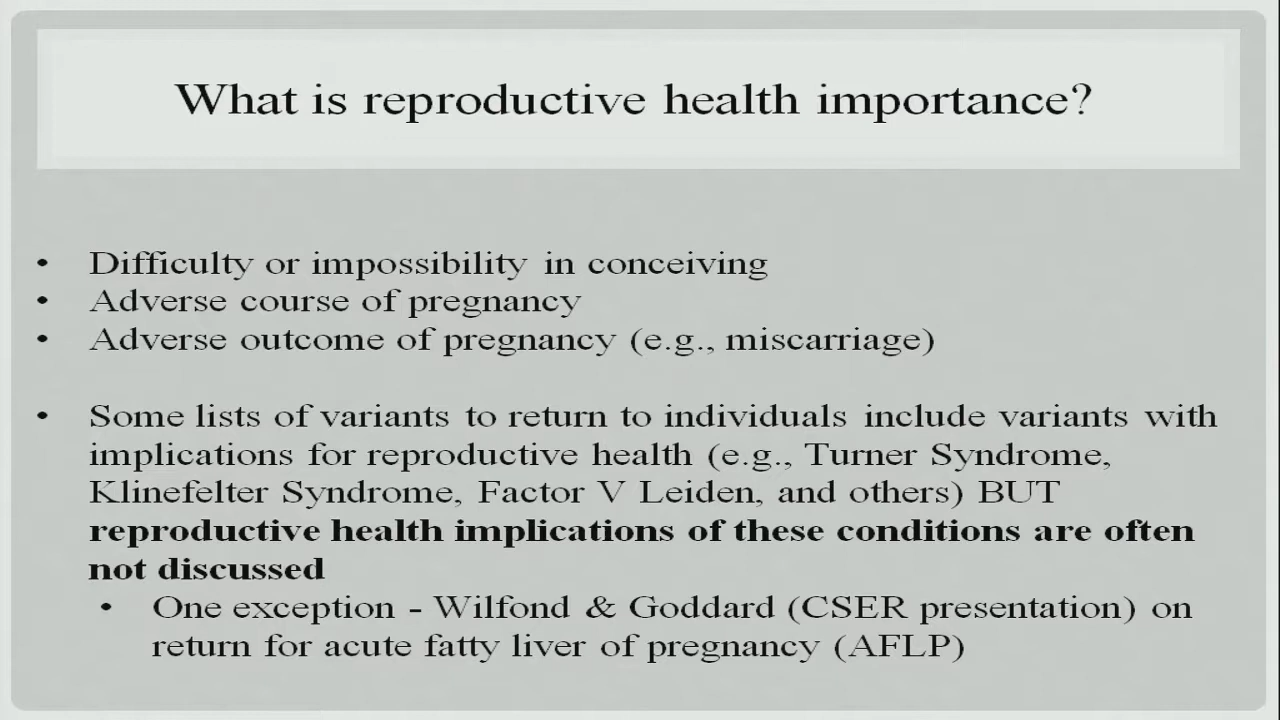 What is reproductive health importance?
• Difficulty or impossibility in conceiving
• Adverse course of pregnancy
• Adverse outcome of pregnancy (e.g., miscarriage)
• Some lists of variants to return to individuals include variants with
implications for reproductive health (e.g., Turner Syndrome,
Klinefelter Syndrome, Factor V Leiden, and others) BUT
reproductive health implications of these conditions are often
not discussed
• One exception - Wilfond & Goddard (CSER presentation) on
return for acute fatty liver of pregnancy (AFLP)